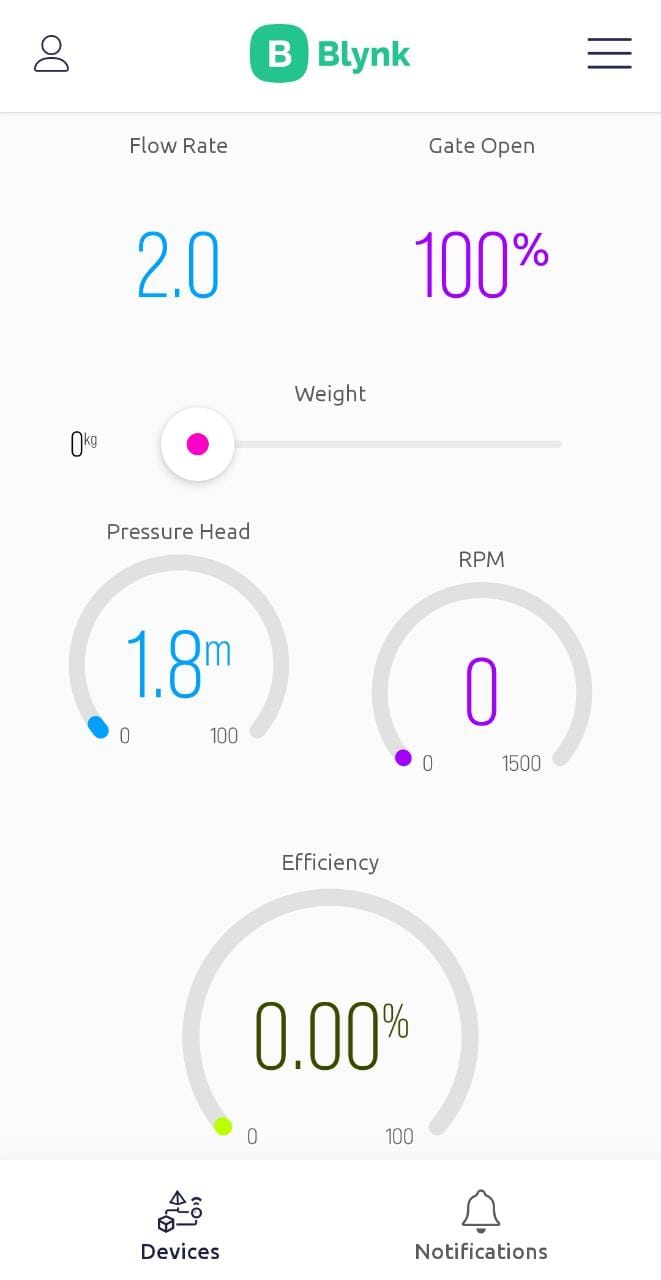 B Blynk
Flow Rate
Gate Open
2.0
100%
Weight
0kg
Pressure Head
RPM
1.8m
0
0
100
0
1500
Efficiency
0.00%
0
100
Devices
Notifications